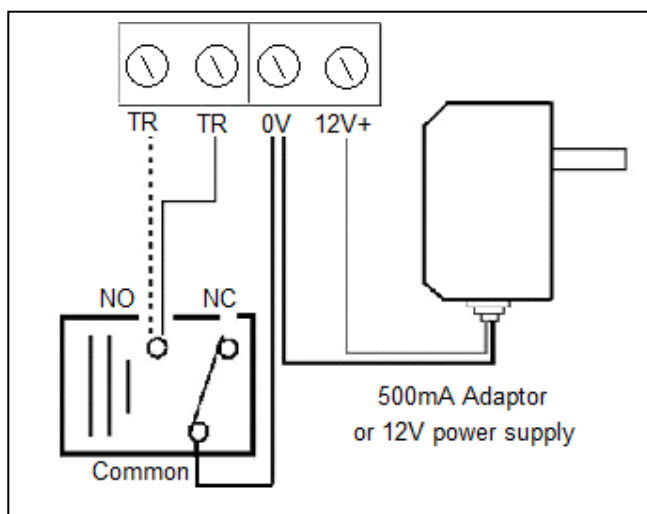 TR TR 0V 12V+
NO NC
Common
500mA Adaptor
or 12V power supply